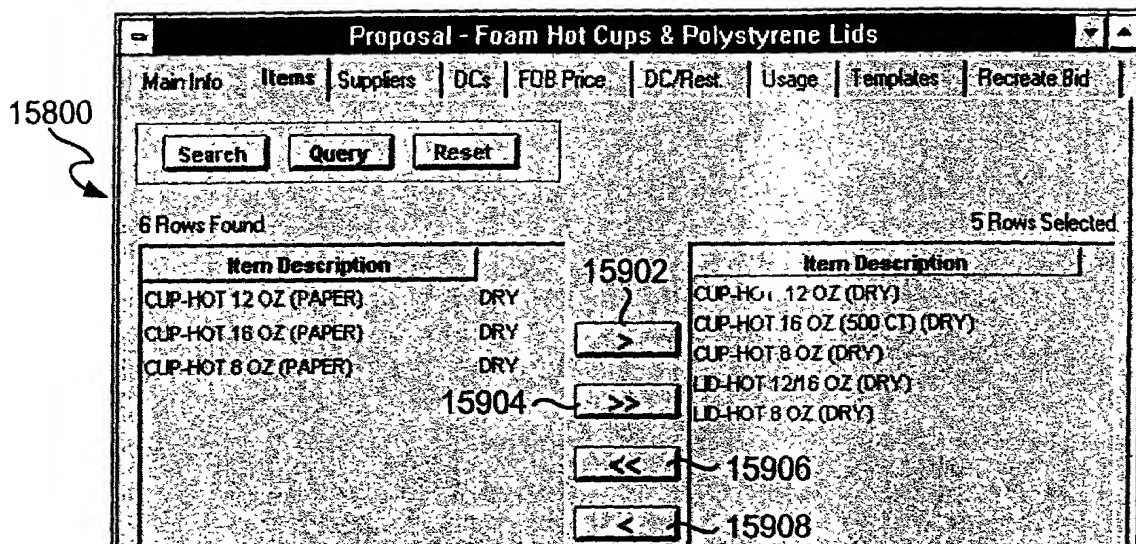 Proposal - Foam Hot Cups & Polystyrene Lids
Main Info Items Suppliers DCs FOB Price DC/Rest. Usage Templates Recreate Bid
15800
Search Query Reset
6 Rows Found 5 Rows Selected
Item Description 15902 Item Description
CUP-HOT 12 OZ (PAPER) DRY CUP-HOT 12 OZ (DRY)
CUP-HOT 16 OZ (PAPER) DRY > CUP-HOT 16 OZ (500 CT) (DRY)
CUP-HOT 8 OZ (PAPER) DRY CUP-HOT 8 OZ (DRY)
LID-HOT 12/16 OZ (DRY)
15904 >> LID-HOT 8 OZ (DRY)
<< 15906
< 15908